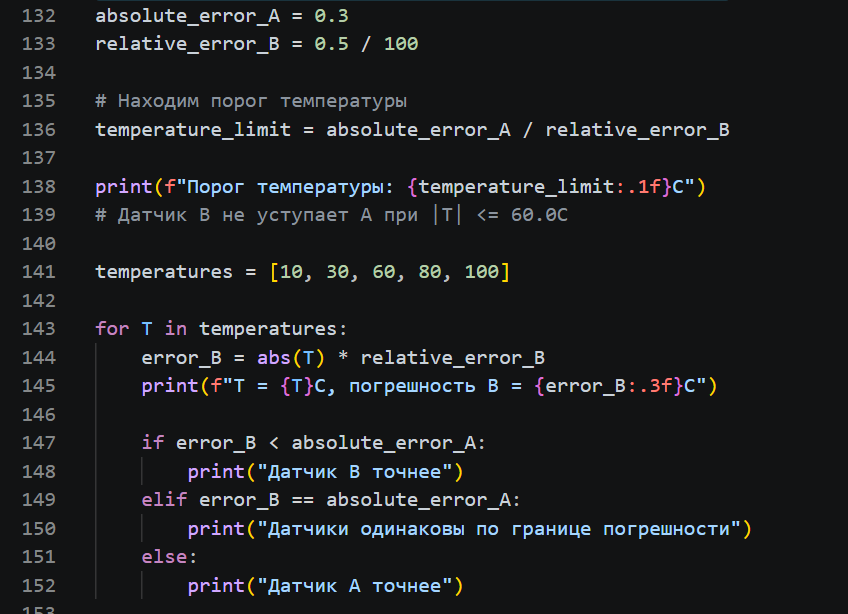 132 absolute_error_A = 0.3
133 relative_error_B = 0.5 / 100
134
135 # Находим порог температуры
136 temperature_limit = absolute_error_A / relative_error_B
137
138 print(f"Порог температуры: {temperature_limit:.1f}C")
139 # Датчик B не уступает A при |T| <= 60.0C
140
141 temperatures = [10, 30, 60, 80, 100]
142
143 for T in temperatures:
144     error_B = abs(T) * relative_error_B
145     print(f"T = {T}C, погрешность B = {error_B:.3f}C")
146
147     if error_B < absolute_error_A:
148         print("Датчик B точнее")
149     elif error_B == absolute_error_A:
150         print("Датчики одинаковы по границе погрешности")
151     else:
152         print("Датчик A точнее")
153